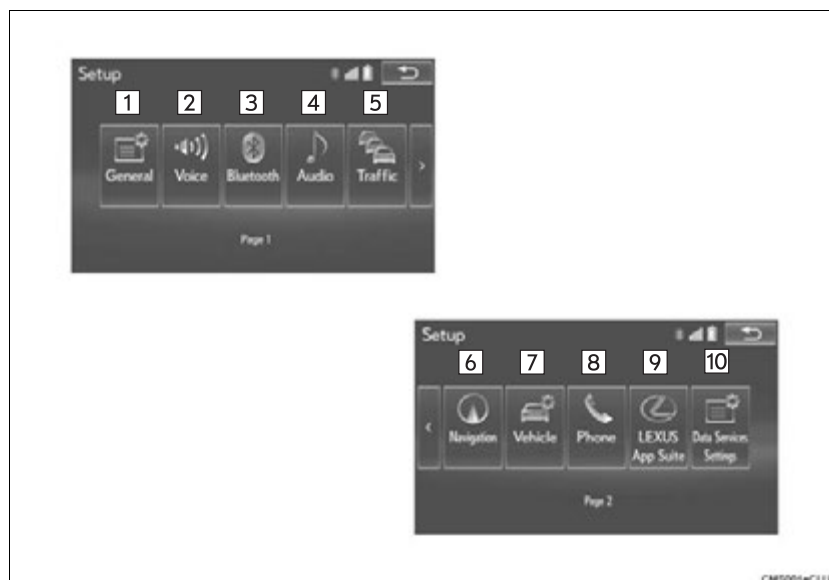 Setup
1 2 3 4 5
General Voice Bluetooth Audio Traffic
>
Page 1
Setup
6 7 8 9 10
<
Navigation Vehicle Phone LEXUS App Suite Data Services Settings
Page 2